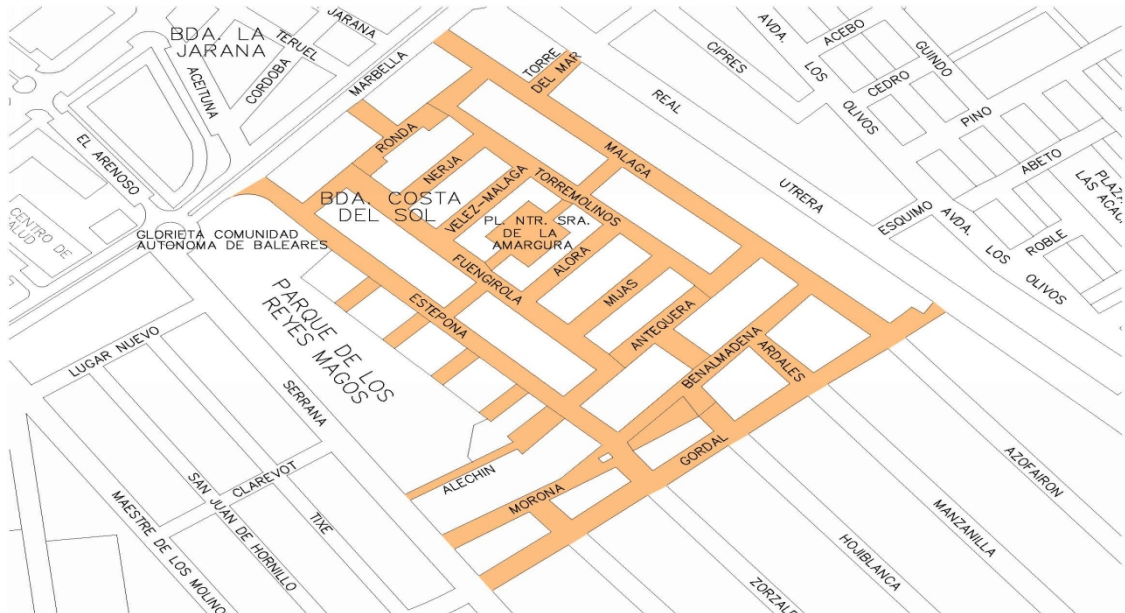 JARANA
BDA. LA
JARANA
TERUEL
ACEITUNA
CORDOBA
MARBELLA
EL ARENOSO
TORRE
DEL MAR
CIPRES
AVDA.
LOS
OLIVOS
ACEBO
GUINDO
CEDRO
PINO
REAL
UTRERA
ABETO
PLAZA
ESQUIMO
AVDA.
LOS
OLIVOS
ROBLE
RONDA
NERJA
MALAGA
VELEZ-MALAGA
TORREMOLINOS
BDA. COSTA
DEL SOL
PL. NTR. SRA.
DE LA
AMARGURA
CENTRO DE
GLORIETA COMUNIDAD
AUTONOMA DE BALEARES
ALORA
FUENGIROLA
MIJAS
ESTEPONA
ANTEQUERA
PARQUE DE LOS
REYES MAGOS
BENALMADENA
ARDALES
LUGAR NUEVO
SERRANA
GORDAL
AZOFAIRON
ALECHIN
MORONA
CLAREVOT
SAN JUAN DE HORNILLO
TIXE
MAESTRE DE LOS MOLINO
MANZANILLA
HOJIBLANCA